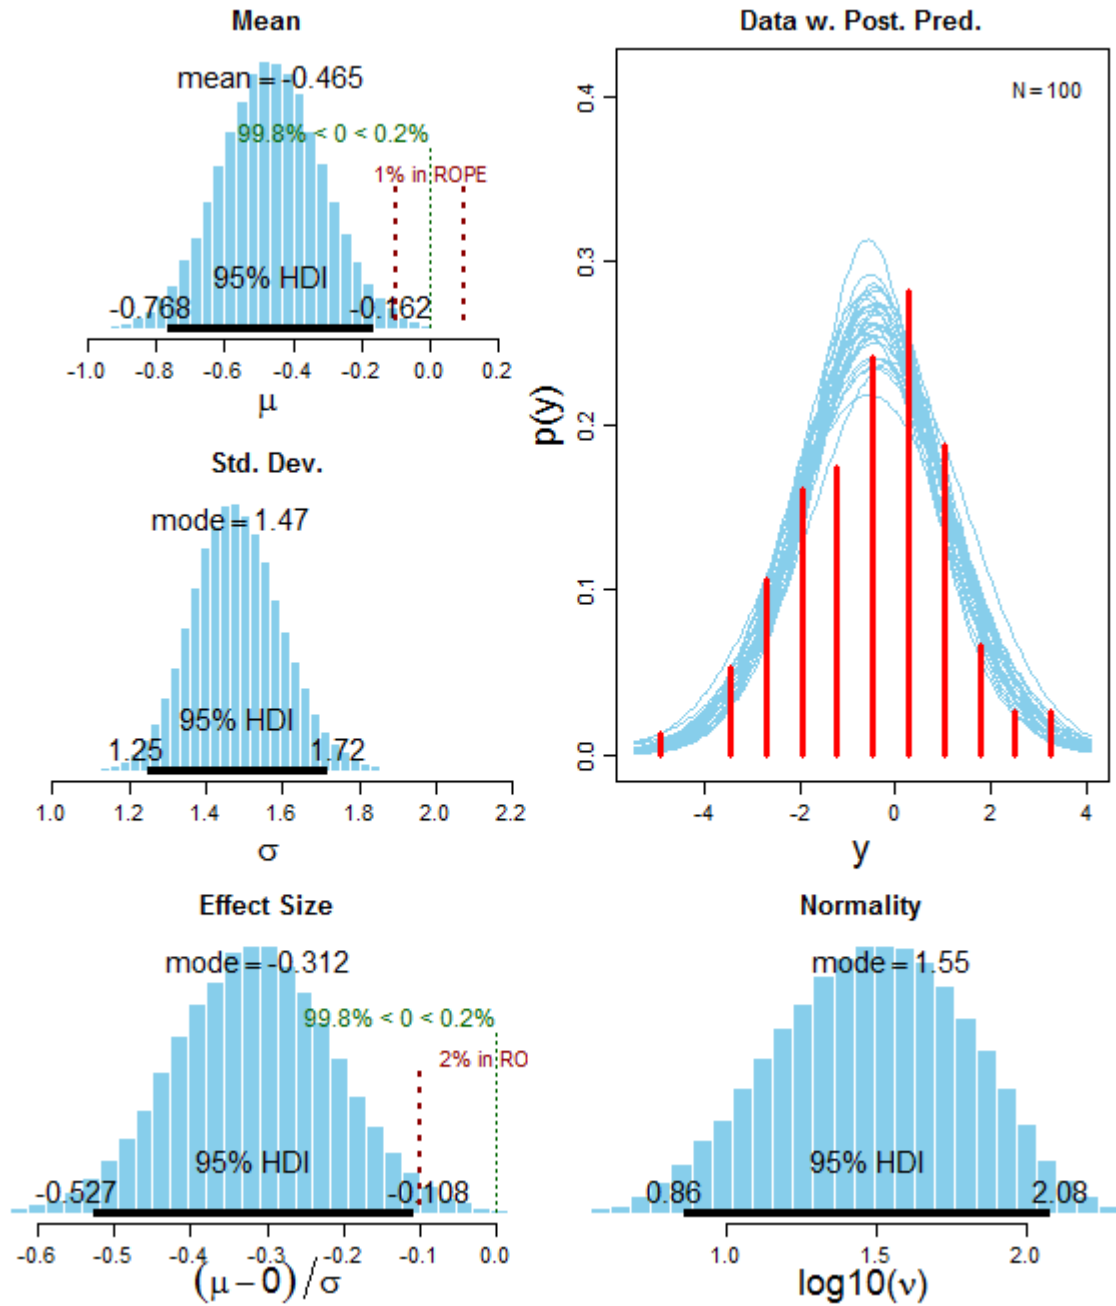 Mean
mean = -0.465
99.8% < 0 < 0.2%
1% in ROPE
95% HDI
-0.768 -0.162
-1.0 -0.8 -0.6 -0.4 -0.2 0.0 0.2
μ
Data w. Post. Pred.
N = 100
0.4
0.3
0.2
0.1
0.0
p(y)
-4 -2 0 2 4
y
Std. Dev.
mode = 1.47
95% HDI
1.25 1.72
1.0 1.2 1.4 1.6 1.8 2.0 2.2
σ
Effect Size
mode = -0.312
99.8% < 0 < 0.2%
2% in RO
95% HDI
-0.527 -0.108
-0.6 -0.5 -0.4 -0.3 -0.2 -0.1 0.0
(μ − 0) / σ
Normality
mode = 1.55
95% HDI
0.86 2.08
1.0 1.5 2.0
log10(ν)